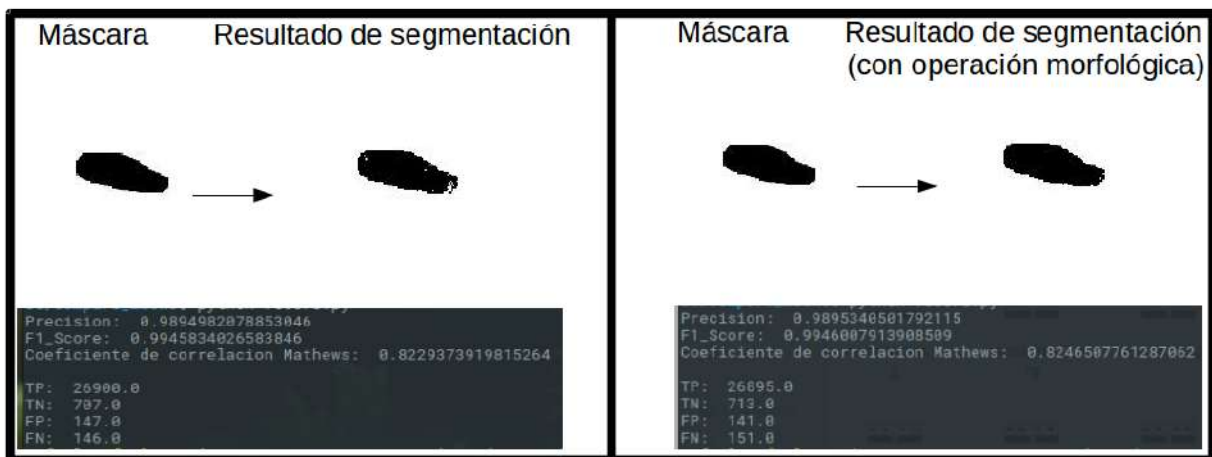 Máscara
Resultado de segmentación
Precision: 0.9894982078853046
F1_Score: 0.9945834026583846
Coeficiente de correlacion Mathews: 0.8229373919815264
TP: 26900.0
TN: 707.0
FP: 147.0
FN: 146.0
Máscara
Resultado de segmentación
(con operación morfológica)
Precision: 0.9895340501792115
F1_Score: 0.9946007913908509
Coeficiente de correlacion Mathews: 0.8246507761287062
TP: 26895.0
TN: 713.0
FP: 141.0
FN: 151.0